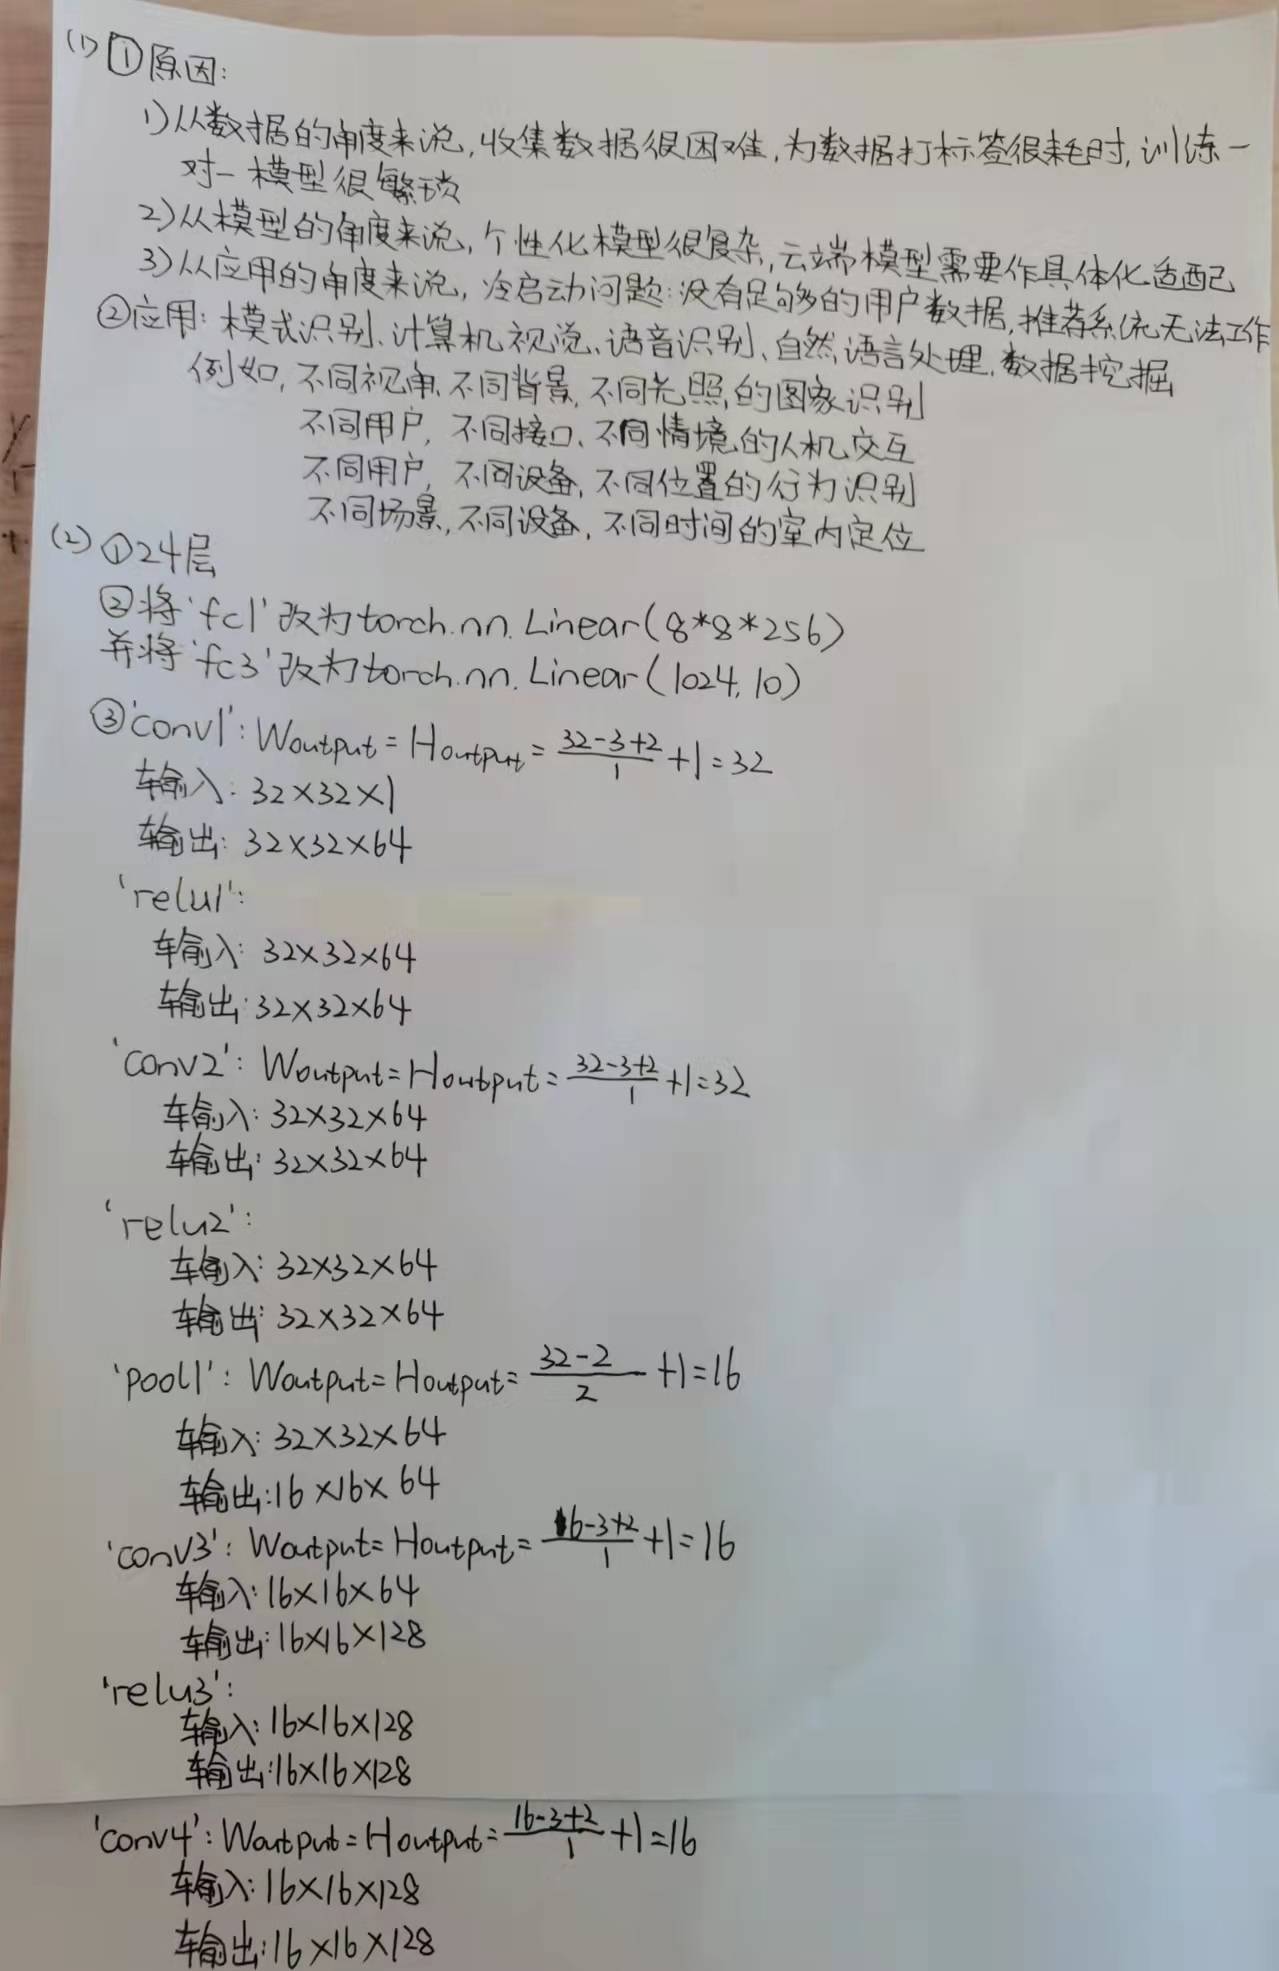 (1) ①原因:
1)从数据的角度来说,收集数据很困难,为数据打标签很耗时,训练一
对一模型很繁琐
2)从模型的角度来说,个性化模型很复杂,云端模型需要作具体化适配
3)从应用的角度来说,冷启动问题:没有足够的用户数据,推荐系统无法工作
②应用:模式识别、计算机视觉、语音识别、自然语言处理、数据挖掘
例如,不同视角、不同背景,不同光照的图象识别
不同用户,不同接口、不同情境的人机交互
不同用户,不同设备,不同位置的行为识别
不同场景,不同设备,不同时间的室内定位
(2) ①24层
②将'fc1'改为torch.nn.Linear(8*8*256)
并将'fc3'改为torch.nn.Linear(1024,10)
③'conv1': Woutput=Houtput=(32-3+2)/1+1=32
输入: 32×32×1
输出: 32×32×64
'relu1':
输入: 32×32×64
输出:32×32×64
'conv2': Woutput=Houtput=(32-3+2)/1+1=32
输入: 32×32×64
输出: 32×32×64
'relu2':
输入: 32×32×64
输出: 32×32×64
'pool1': Woutput=Houtput=(32-2)/2+1=16
输入: 32×32×64
输出:16×16×64
'conv3': Woutput=Houtput=(16-3+2)/1+1=16
输入:16×16×64
输出:16×16×128
'relu3':
输入:16×16×128
输出:16×16×128
'conv4': Woutput=Houtput=(16-3+2)/1+1=16
输入:16×16×128
输出:16×16×128